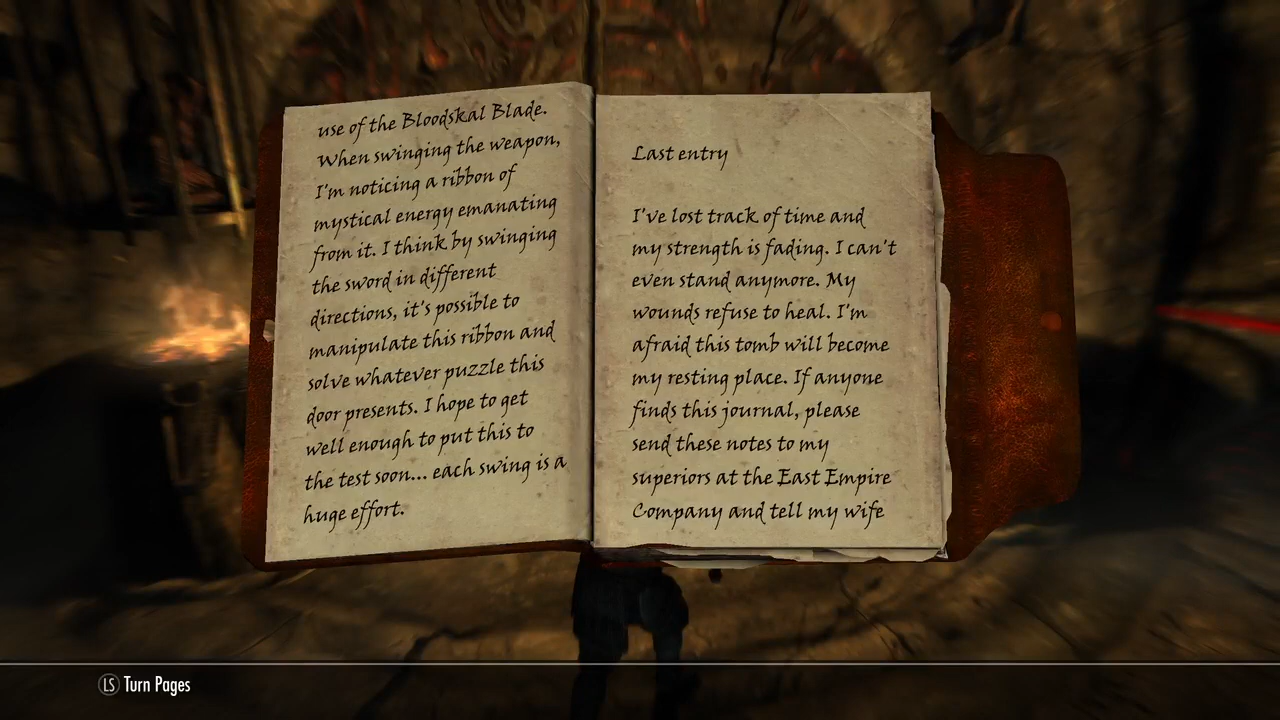 use of the Bloodskal Blade.
When swinging the weapon,
I'm noticing a ribbon of
mystical energy emanating
from it. I think by swinging
the sword in different
directions, it's possible to
manipulate this ribbon and
solve whatever puzzle this
door presents. I hope to get
well enough to put this to
the test soon... each swing is a
huge effort.
Last entry
I've lost track of time and
my strength is fading. I can't
even stand anymore. My
wounds refuse to heal. I'm
afraid this tomb will become
my resting place. If anyone
finds this journal, please
send these notes to my
superiors at the East Empire
Company and tell my wife
LS Turn Pages